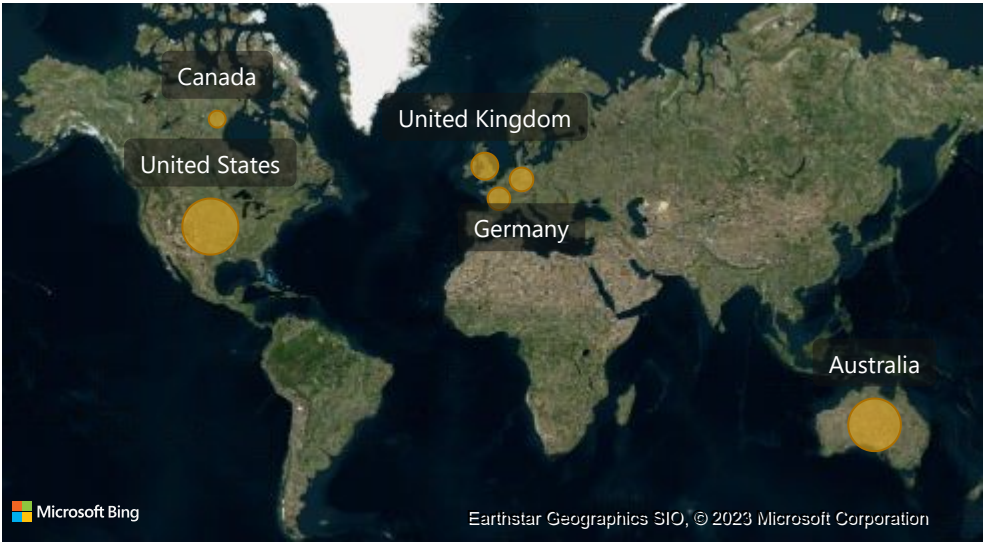 Canada
United Kingdom
United States
Germany
Australia
Microsoft Bing
Earthstar Geographics SIO, © 2023 Microsoft Corporation